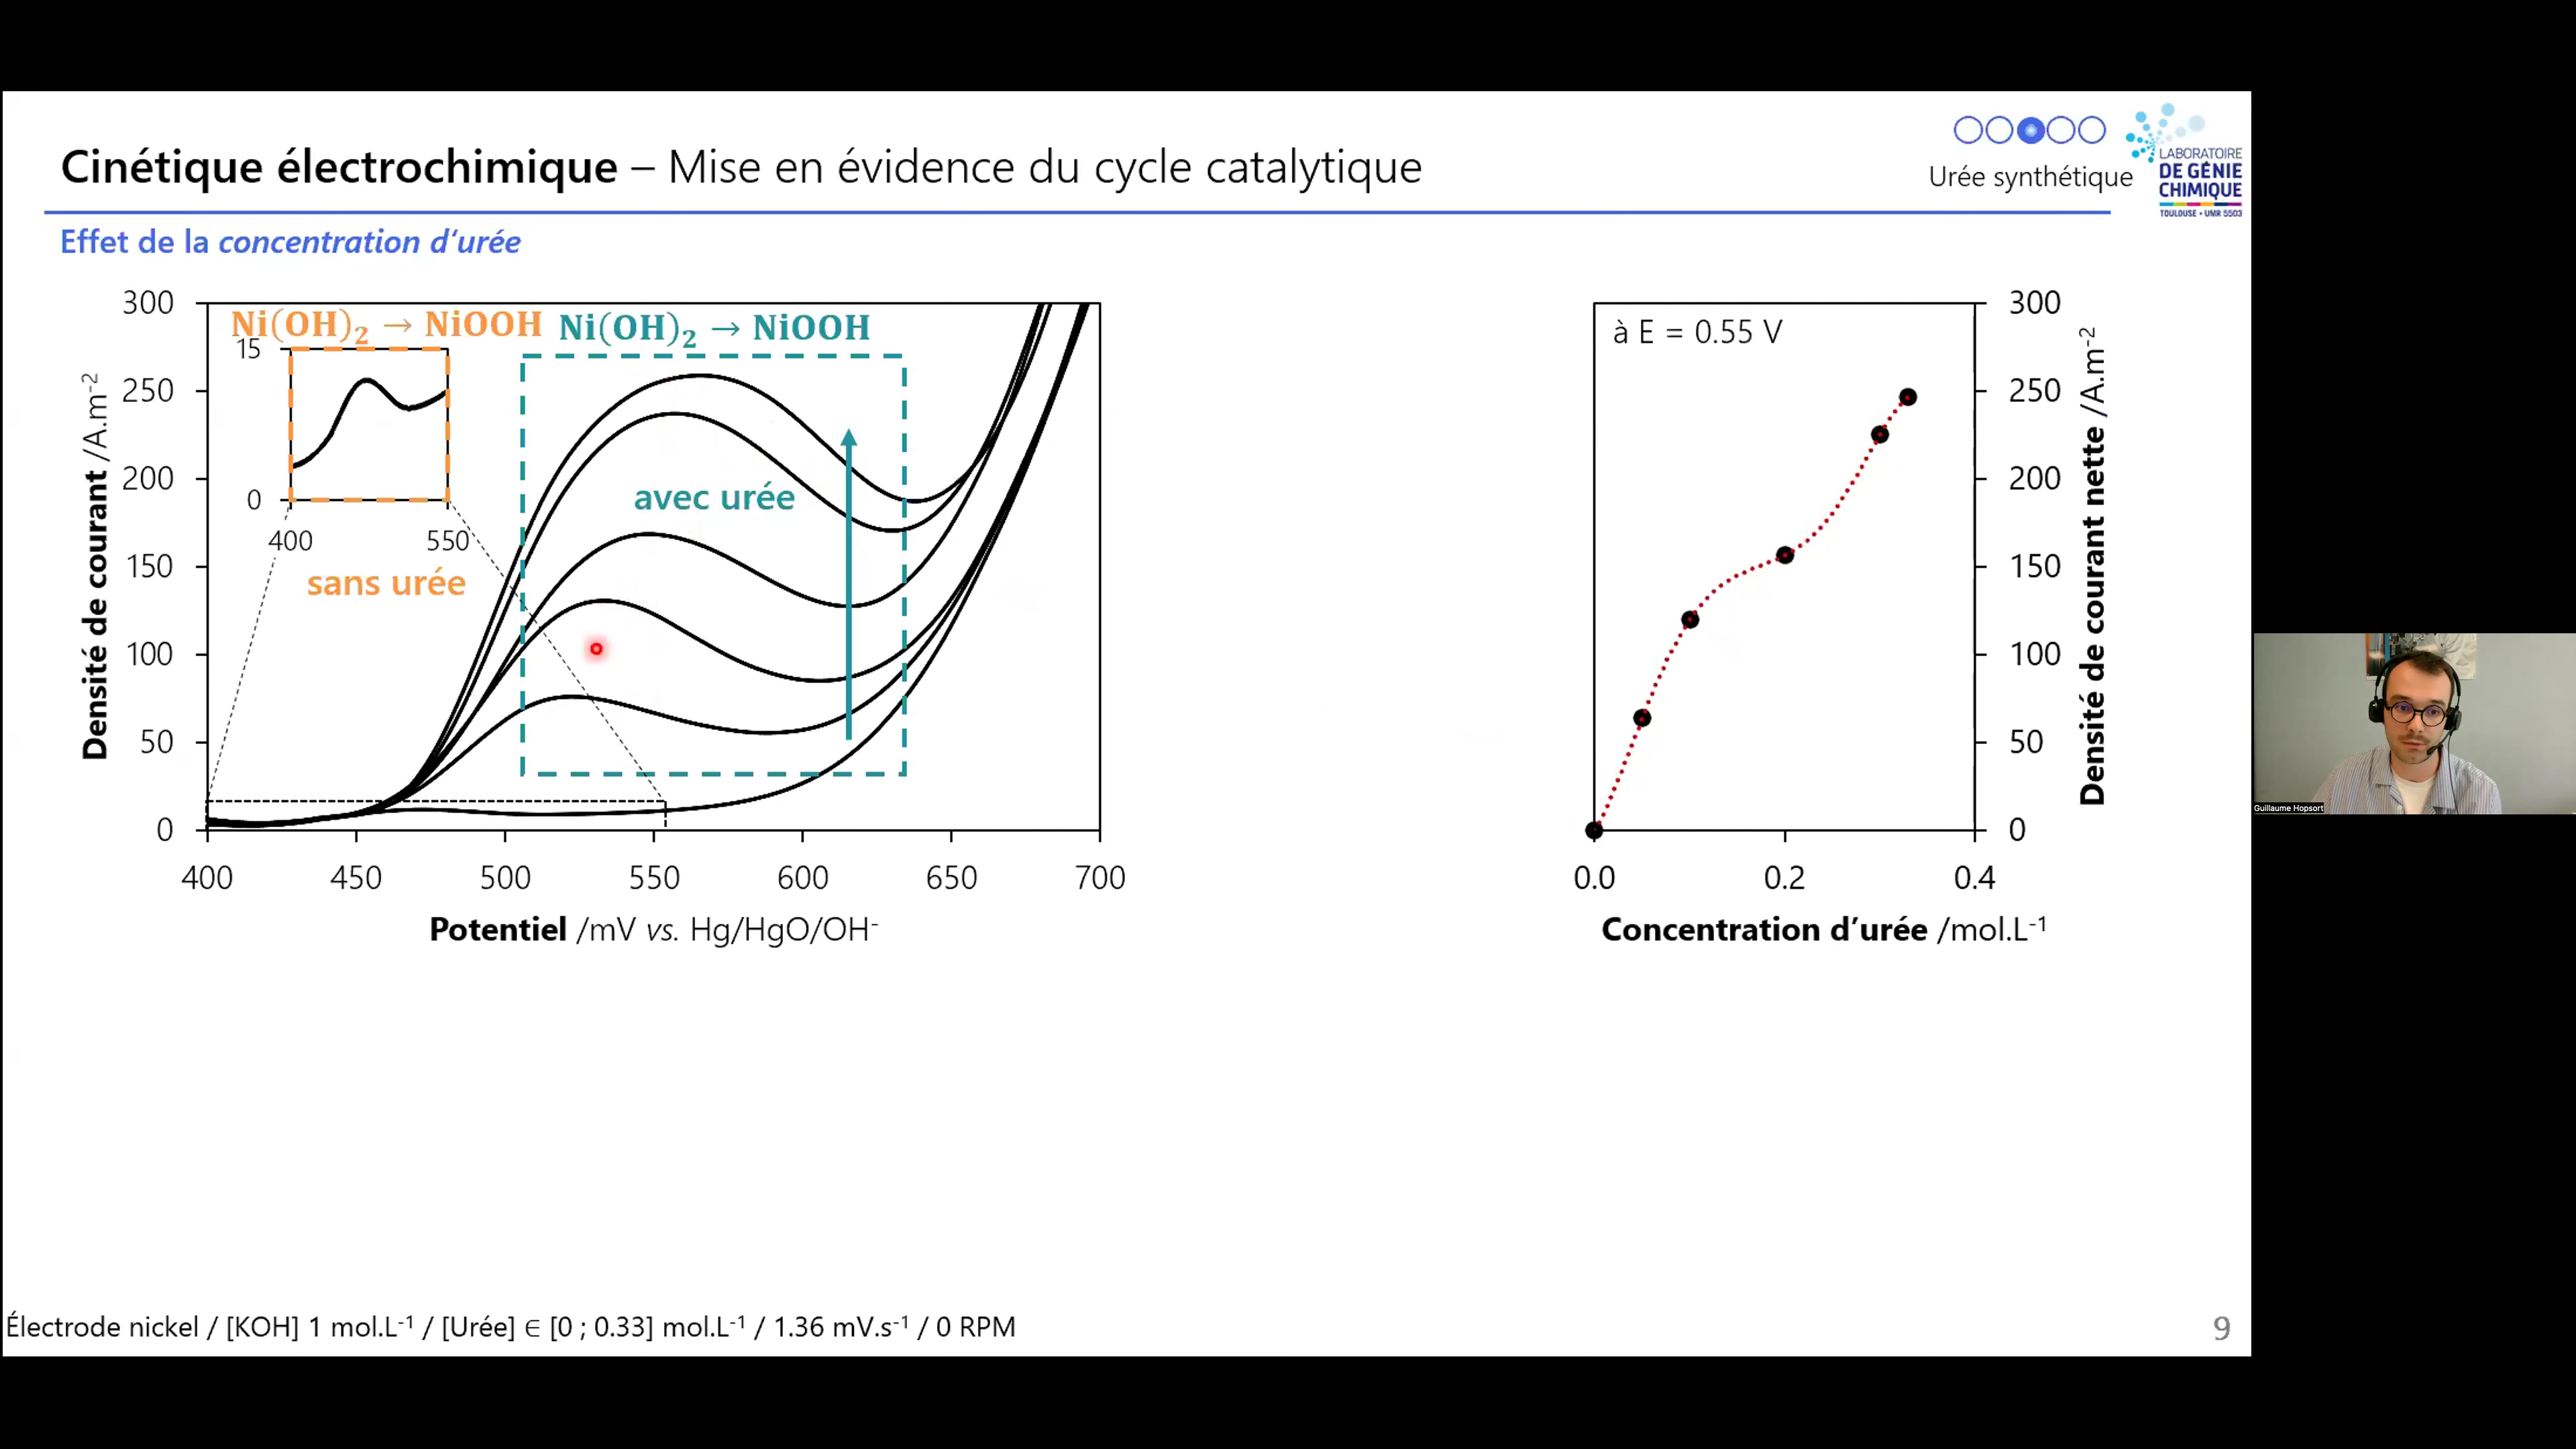 Cinétique électrochimique – Mise en évidence du cycle catalytique
Urée synthétique
LABORATOIRE
DE GÉNIE
CHIMIQUE
TOULOUSE • UMR 5503
Effet de la concentration d'urée
Ni(OH)₂ → NiOOH
Ni(OH)₂ → NiOOH
Densité de courant /A.m⁻²
300
250
200
150
100
50
0
15
0
400
550
sans urée
avec urée
400
450
500
550
600
650
700
Potentiel /mV vs. Hg/HgO/OH⁻
à E = 0.55 V
300
250
200
150
100
50
0
Densité de courant nette /A.m⁻²
0.0
0.2
0.4
Concentration d'urée /mol.L⁻¹
Guillaume Hopsort
Électrode nickel / [KOH] 1 mol.L⁻¹ / [Urée] ∈ [0 ; 0.33] mol.L⁻¹ / 1.36 mV.s⁻¹ / 0 RPM
9